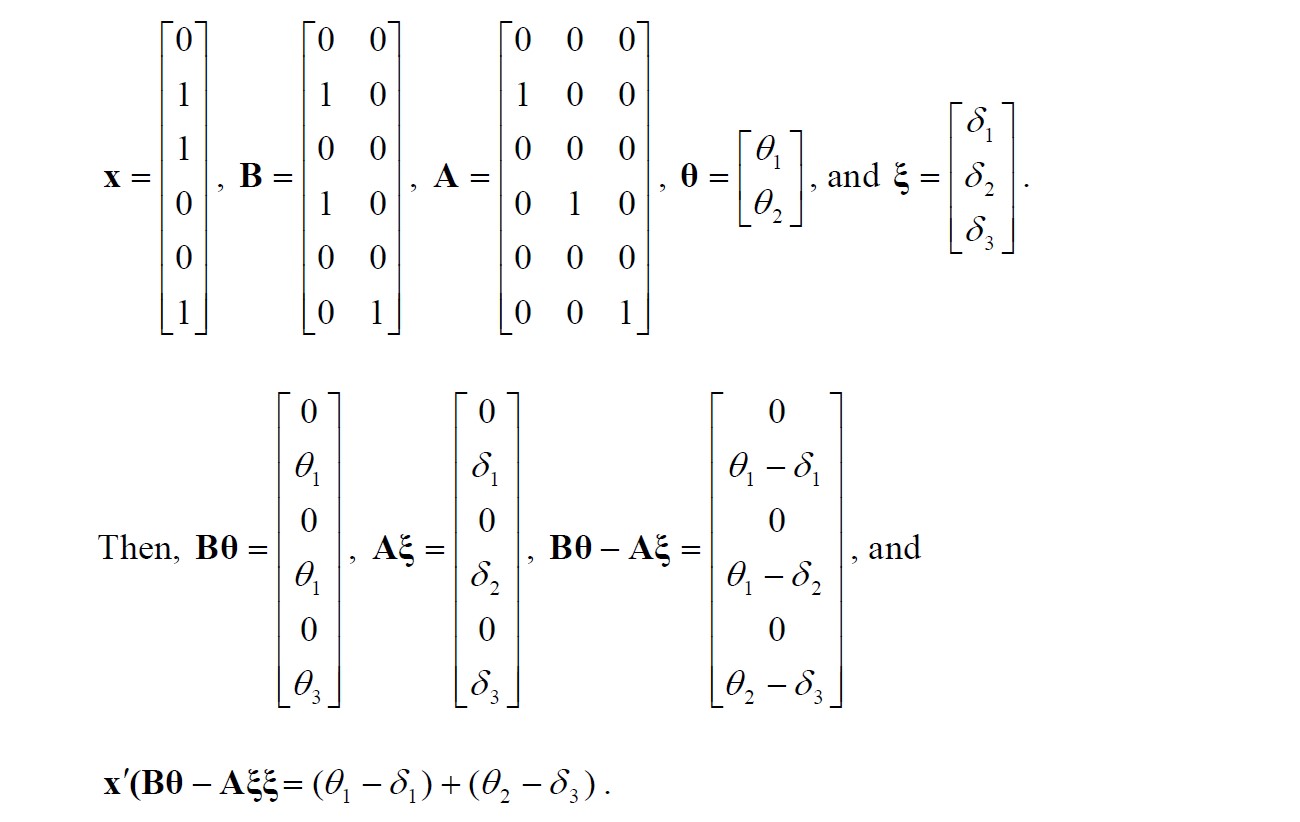 x = [0 1 1 0 0 1], B = [0 0; 1 0; 0 0; 1 0; 0 0; 0 1], A = [0 0 0; 1 0 0; 0 0 0; 0 1 0; 0 0 0; 0 0 1], θ = [θ₁ θ₂], and ξ = [δ₁ δ₂ δ₃].
Then, Bθ = [0 θ₁ 0 θ₁ 0 θ₃], Aξ = [0 δ₁ 0 δ₂ 0 δ₃], Bθ − Aξ = [0 θ₁ − δ₁ 0 θ₁ − δ₂ 0 θ₂ − δ₃], and
x′(Bθ − Aξξ= (θ₁ − δ₁) + (θ₂ − δ₃).